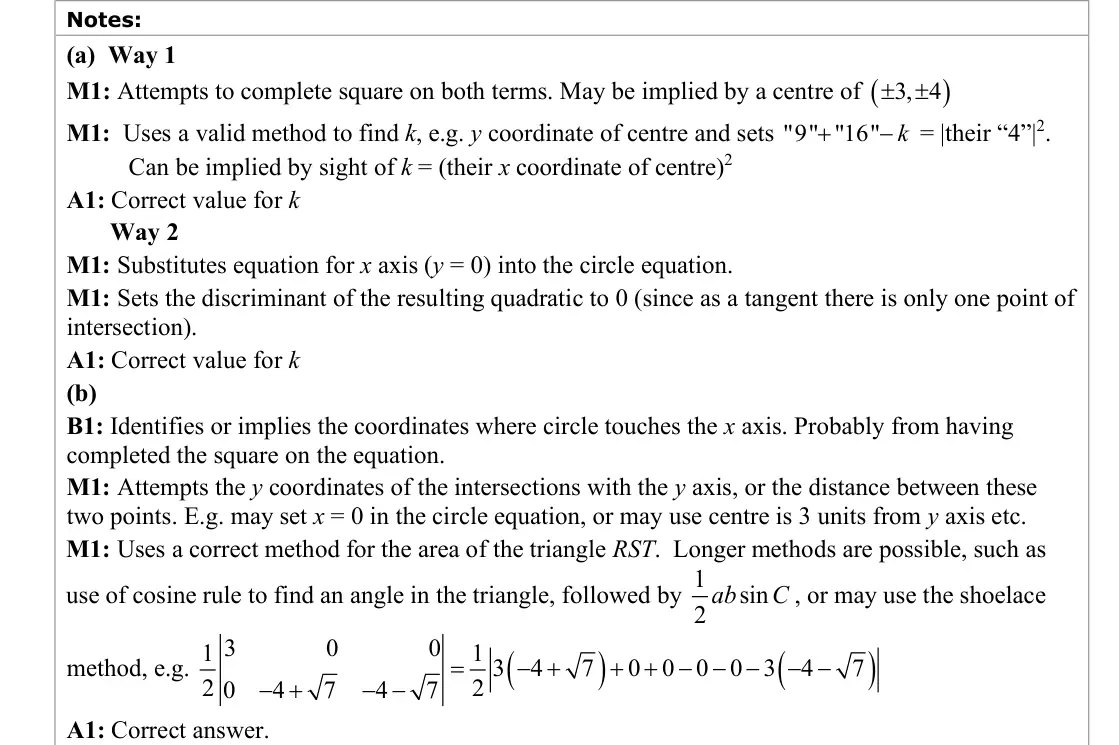 Notes:
(a) Way 1
M1: Attempts to complete square on both terms. May be implied by a centre of (±3,±4)
M1: Uses a valid method to find k, e.g. y coordinate of centre and sets "9"+"16"−k = |their “4”|².
Can be implied by sight of k = (their x coordinate of centre)²
A1: Correct value for k
Way 2
M1: Substitutes equation for x axis (y = 0) into the circle equation.
M1: Sets the discriminant of the resulting quadratic to 0 (since as a tangent there is only one point of
intersection).
A1: Correct value for k
(b)
B1: Identifies or implies the coordinates where circle touches the x axis. Probably from having
completed the square on the equation.
M1: Attempts the y coordinates of the intersections with the y axis, or the distance between these
two points. E.g. may set x = 0 in the circle equation, or may use centre is 3 units from y axis etc.
M1: Uses a correct method for the area of the triangle RST. Longer methods are possible, such as
use of cosine rule to find an angle in the triangle, followed by 1/2 ab sin C , or may use the shoelace
method, e.g. 1/2 |3 0 0; 0 −4+√7 −4−√7| = 1/2 |3(−4+√7)+0+0−0−0−3(−4−√7)|
A1: Correct answer.